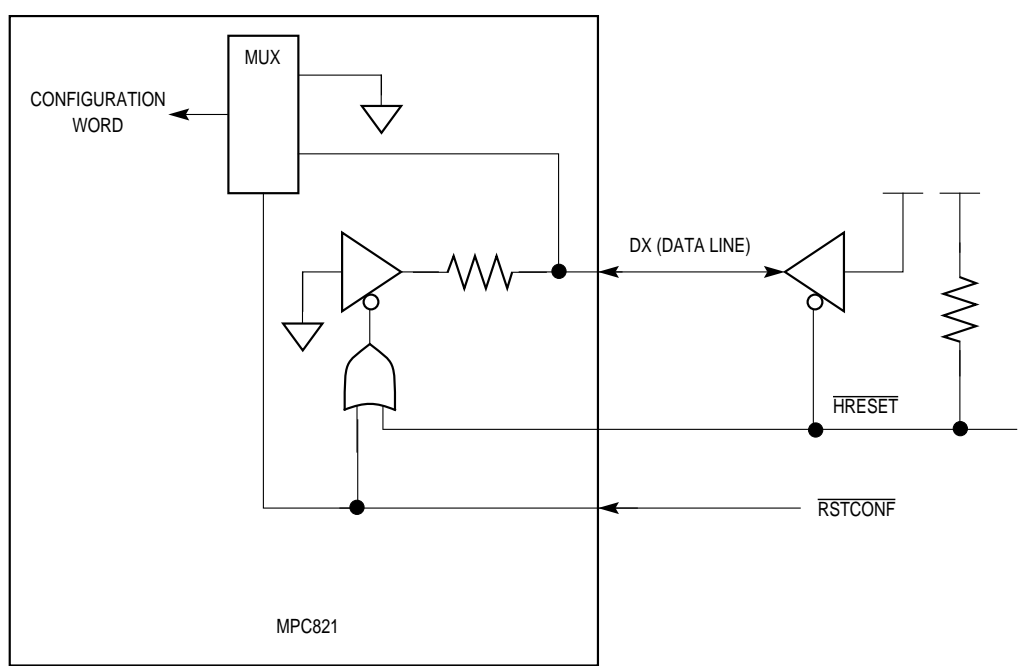 MUX
CONFIGURATION
WORD
DX (DATA LINE)
HRESET
RSTCONF
MPC821